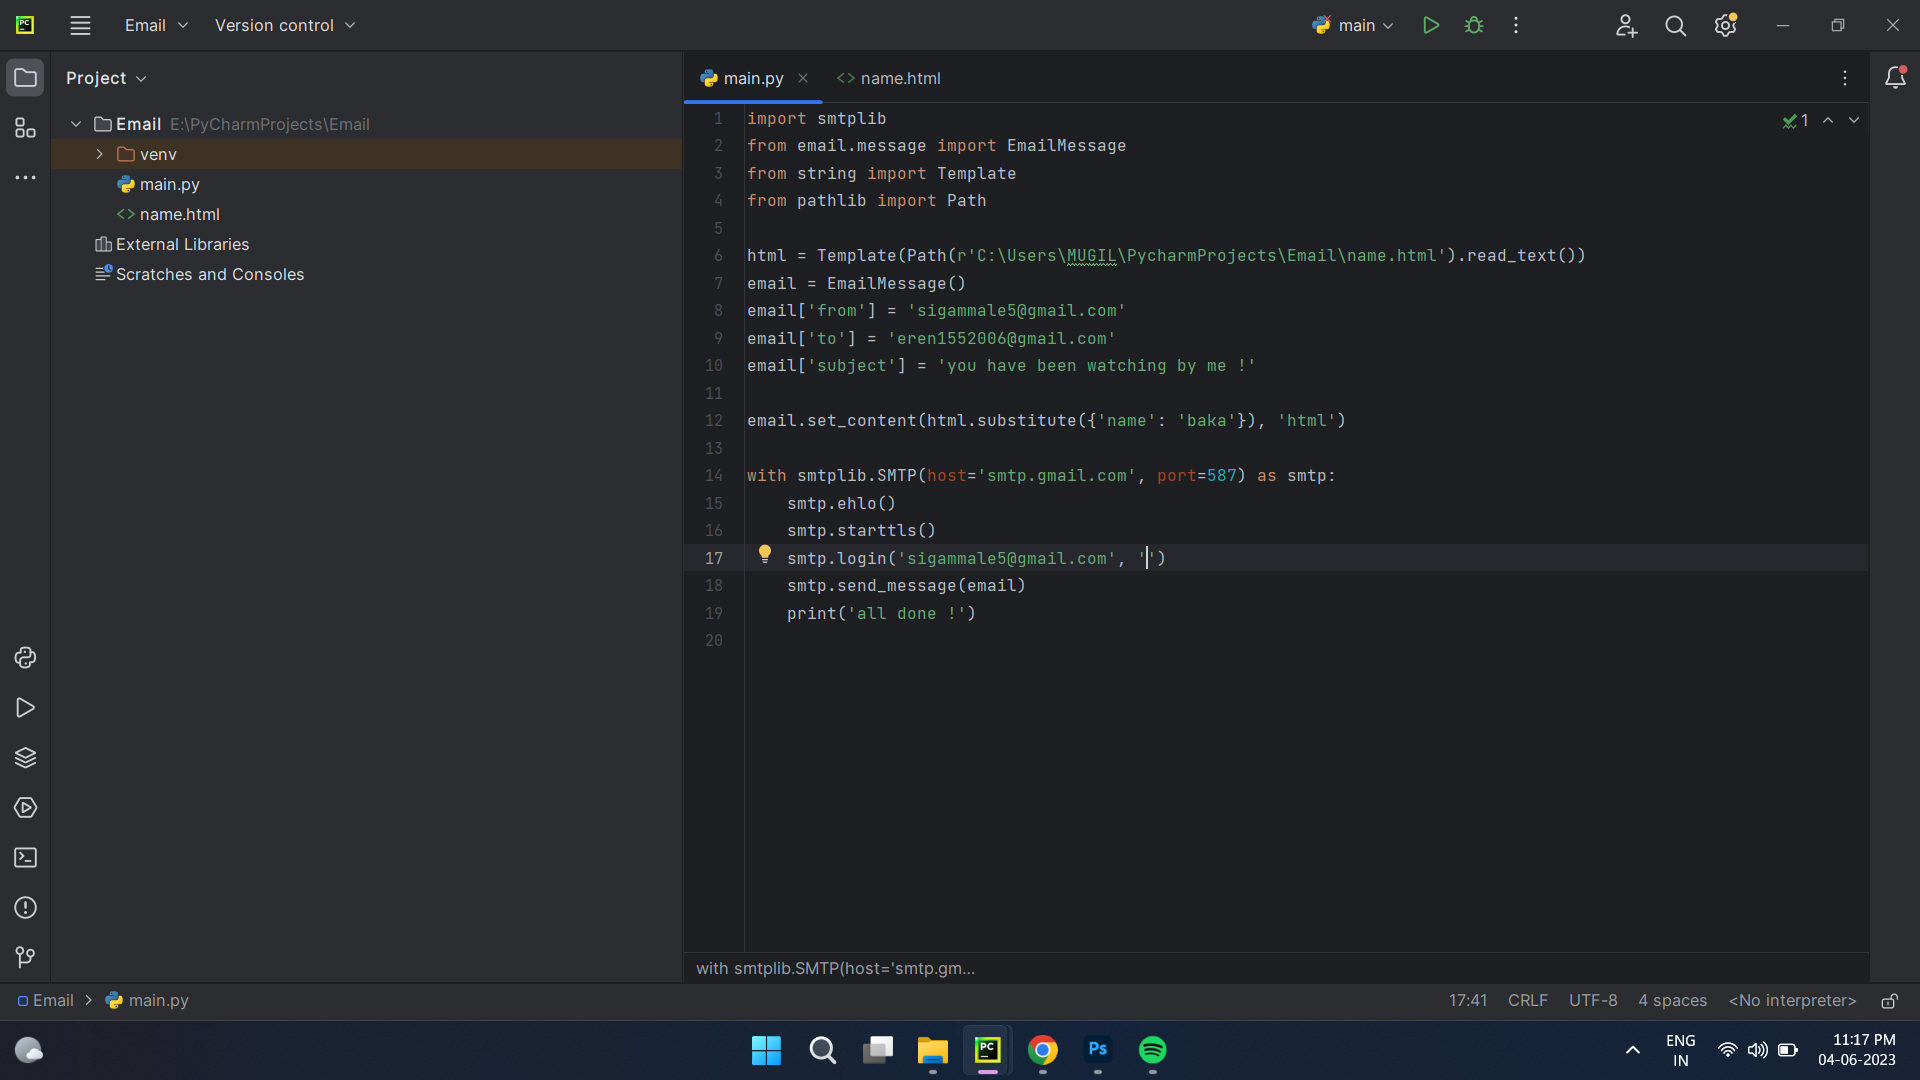 PC
Email
Version control
main
Project
main.py
name.html
Email E:\PyCharmProjects\Email
venv
main.py
name.html
External Libraries
Scratches and Consoles
1
1 import smtplib
2 from email.message import EmailMessage
3 from string import Template
4 from pathlib import Path
5
6 html = Template(Path(r'C:\Users\MUGIL\PycharmProjects\Email\name.html').read_text())
7 email = EmailMessage()
8 email['from'] = 'sigammale5@gmail.com'
9 email['to'] = 'eren1552006@gmail.com'
10 email['subject'] = 'you have been watching by me !'
11
12 email.set_content(html.substitute({'name': 'baka'}), 'html')
13
14 with smtplib.SMTP(host='smtp.gmail.com', port=587) as smtp:
15 smtp.ehlo()
16 smtp.starttls()
17 smtp.login('sigammale5@gmail.com', '')
18 smtp.send_message(email)
19 print('all done !')
20
with smtplib.SMTP(host='smtp.gm...
Email
main.py
17:41 CRLF UTF-8 4 spaces <No interpreter>
PC
Ps
ENG
IN
11:17 PM
04-06-2023